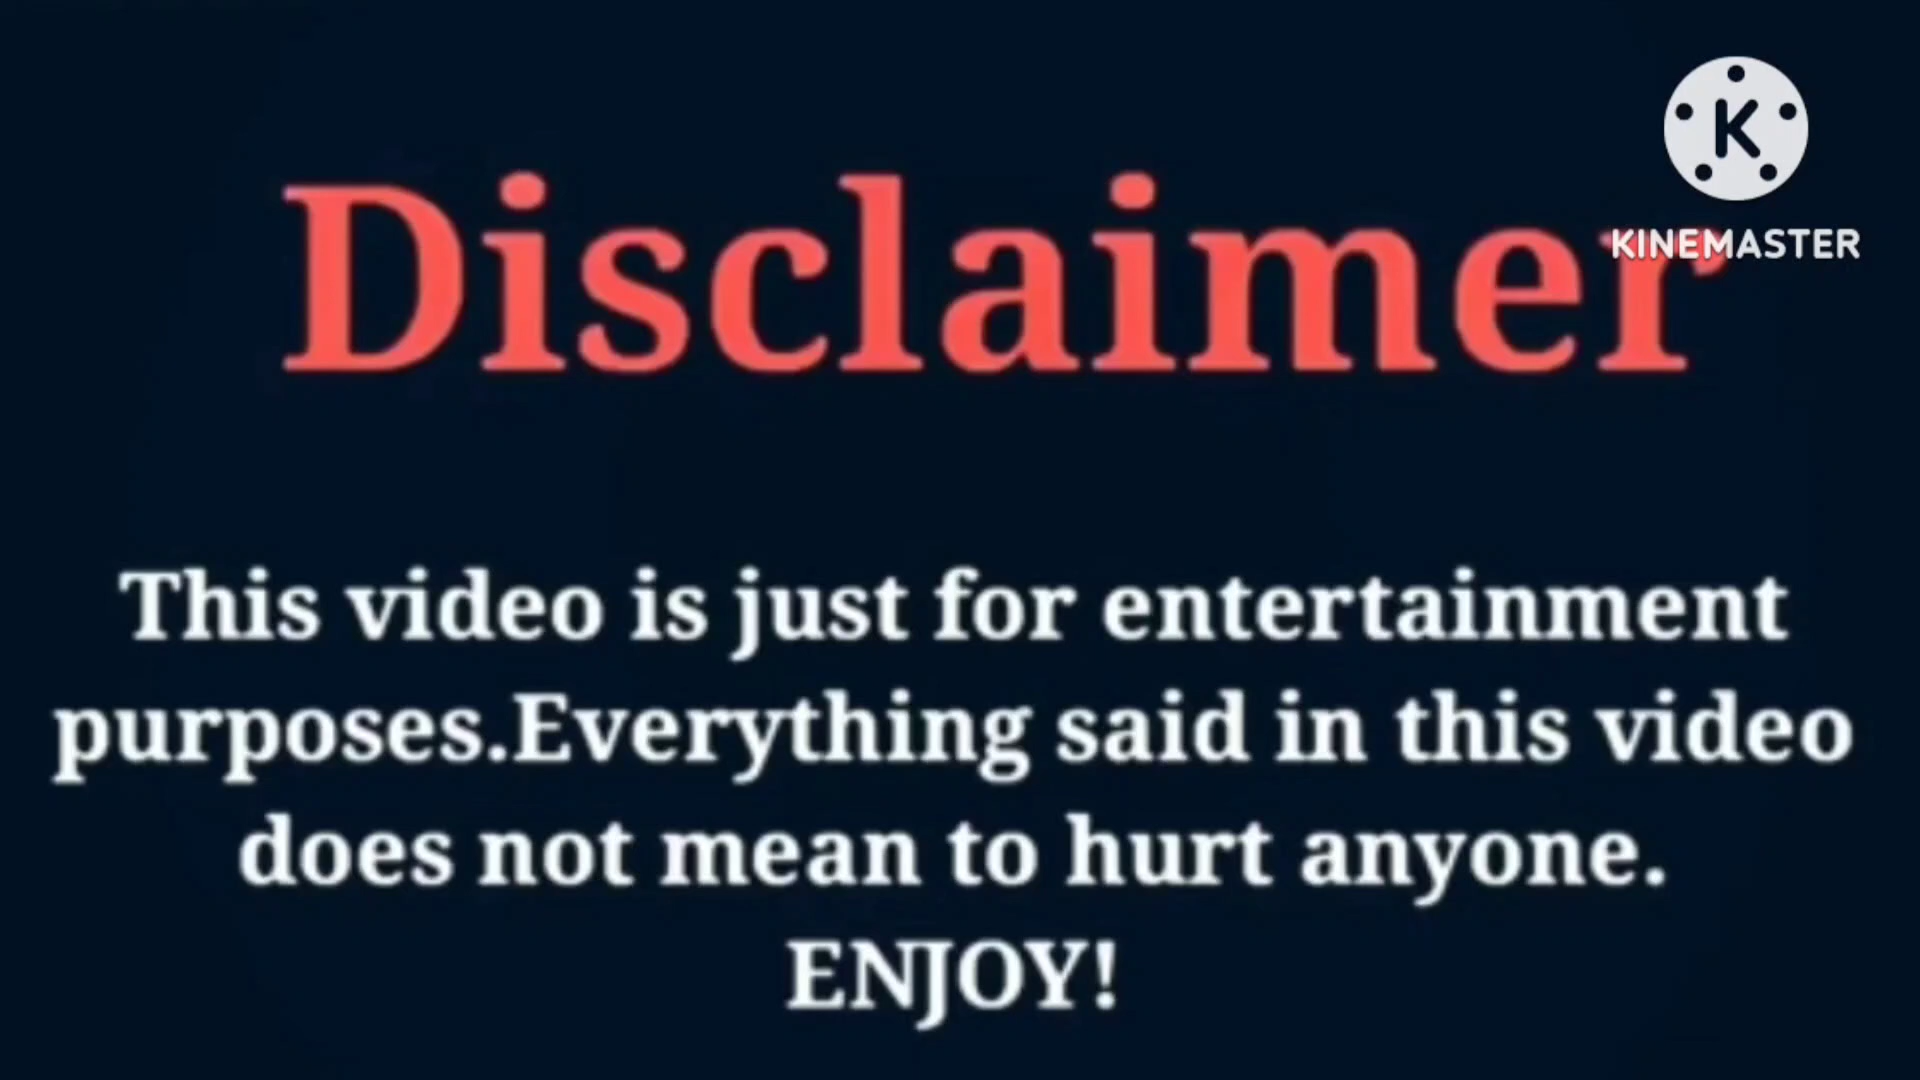 K
KINEMASTER
Disclaimer
This video is just for entertainment
purposes.Everything said in this video
does not mean to hurt anyone.
ENJOY!